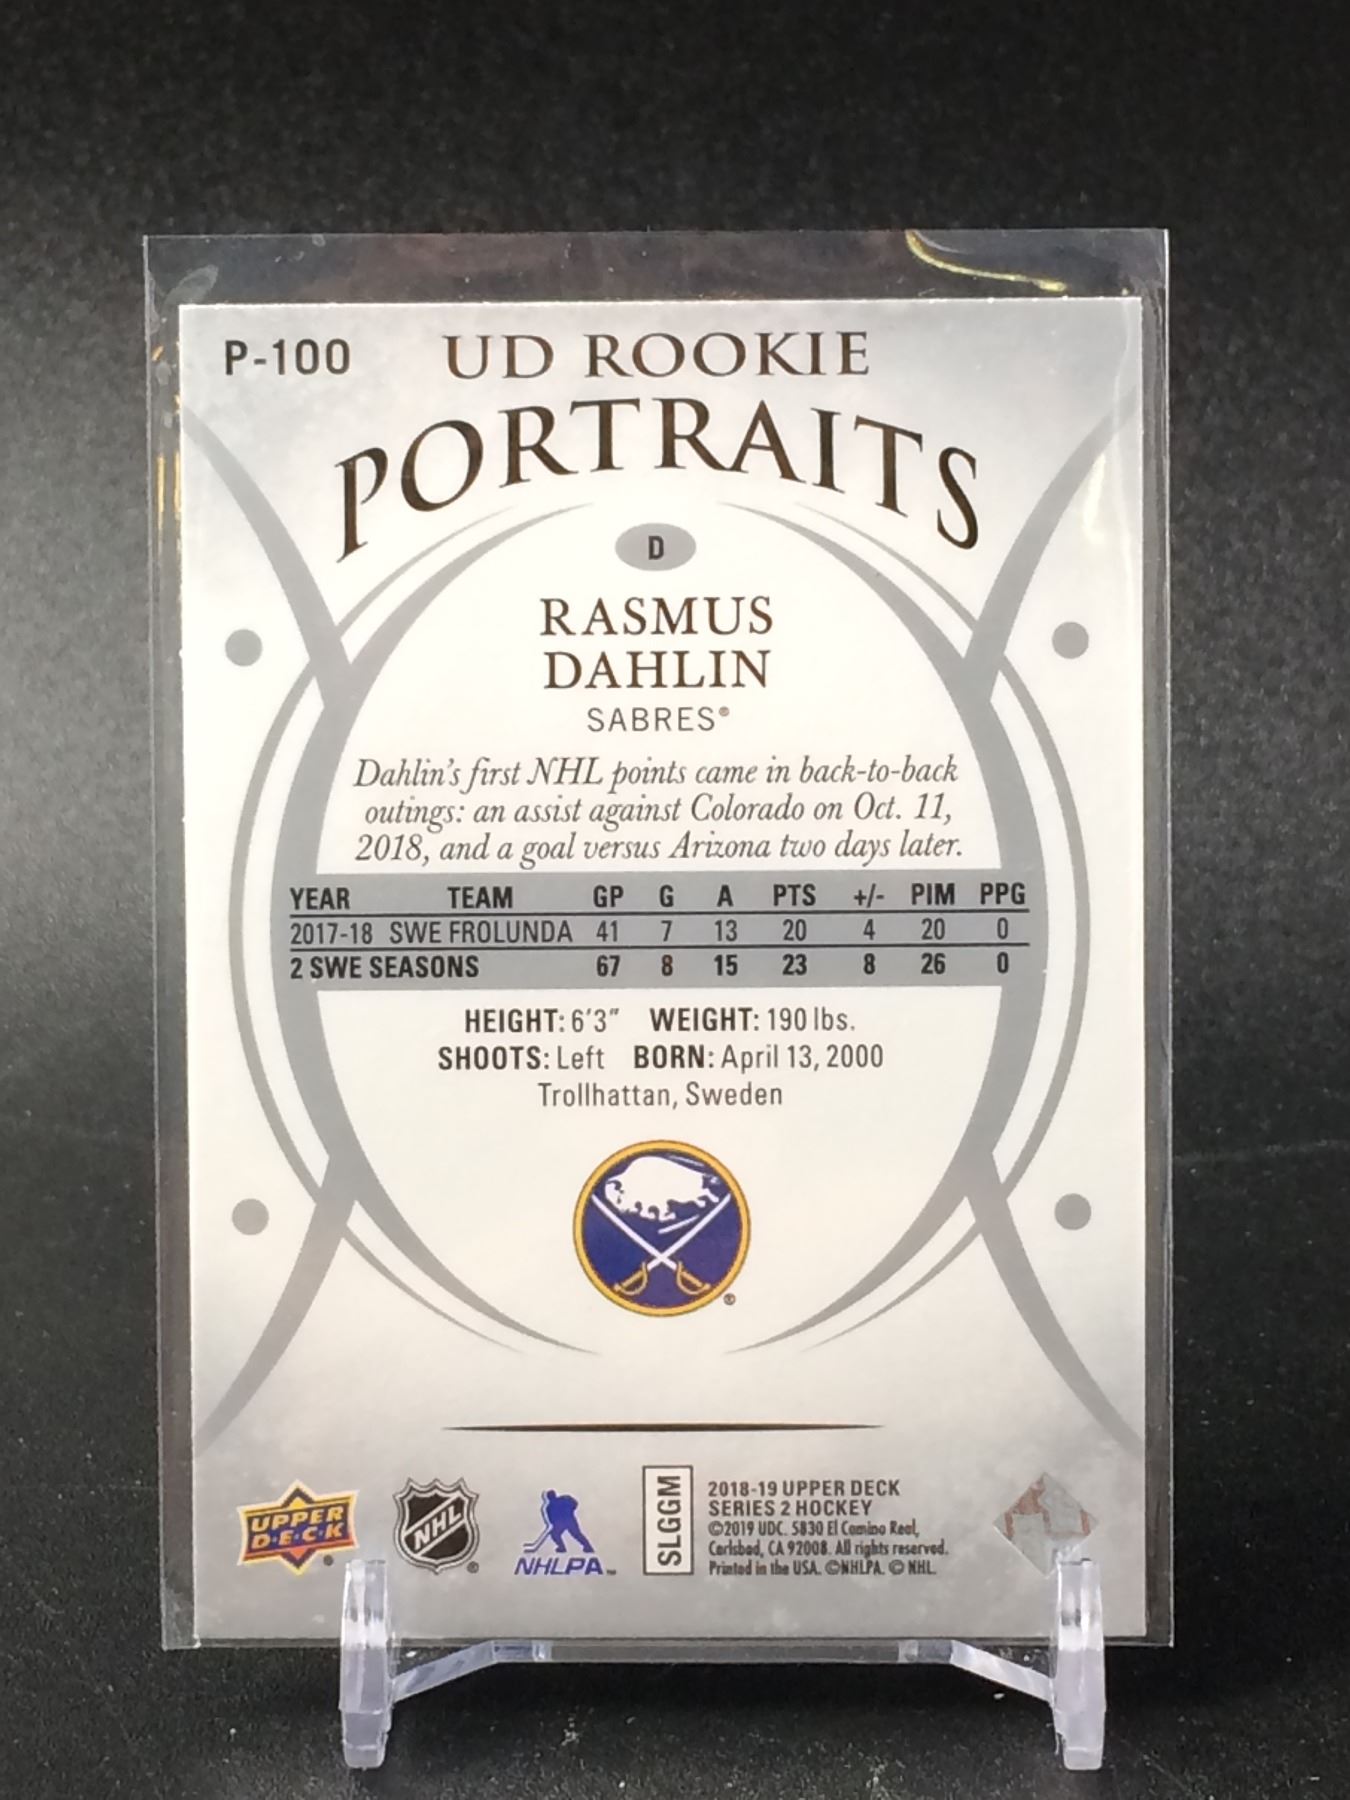 P-100
UD ROOKIE
PORTRAITS
D
RASMUS
DAHLIN
SABRES®
Dahlin's first NHL points came in back-to-back
outings: an assist against Colorado on Oct. 11,
2018, and a goal versus Arizona two days later.
YEAR TEAM GP G A PTS +/- PIM PPG
2017-18 SWE FROLUNDA 41 7 13 20 4 20 0
2 SWE SEASONS 67 8 15 23 8 26 0
HEIGHT: 6'3" WEIGHT: 190 lbs.
SHOOTS: Left BORN: April 13, 2000
Trollhattan, Sweden
®
UPPER
D·E·C·K
NHL
NHLPA
SLGGM
2018-19 UPPER DECK
SERIES 2 HOCKEY
©2019 UDC. 5830 El Camino Real,
Carlsbad, CA 92008. All rights reserved.
Printed in the USA. ©NHLPA. © NHL.